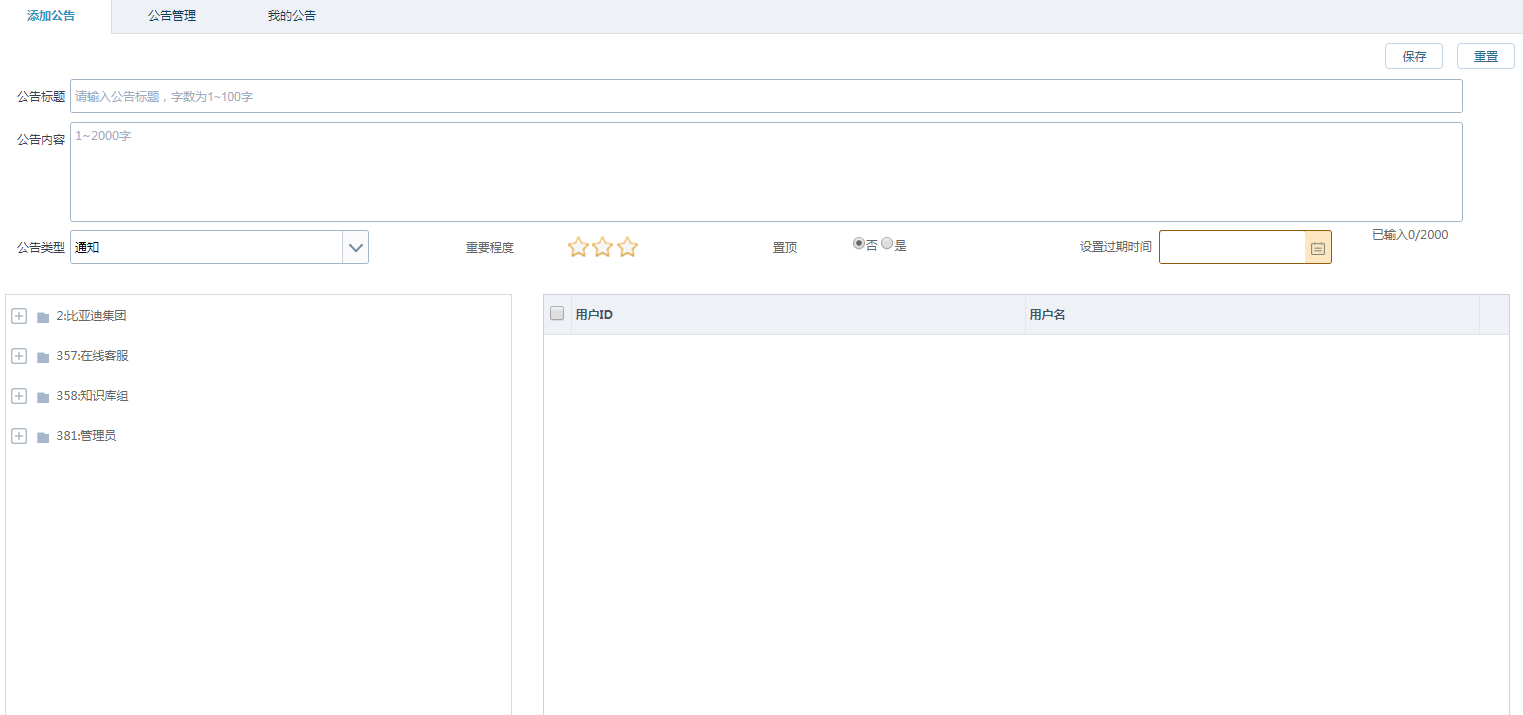 添加公告 公告管理 我的公告
保存 重置
公告标题 请输入公告标题，字数为1~100字
公告内容 1~2000字
公告类型 通知 重要程度 置顶 否 是 设置过期时间 已输入0/2000
用户ID 用户名
2:比亚迪集团
357:在线客服
358:知识库组
381:管理员